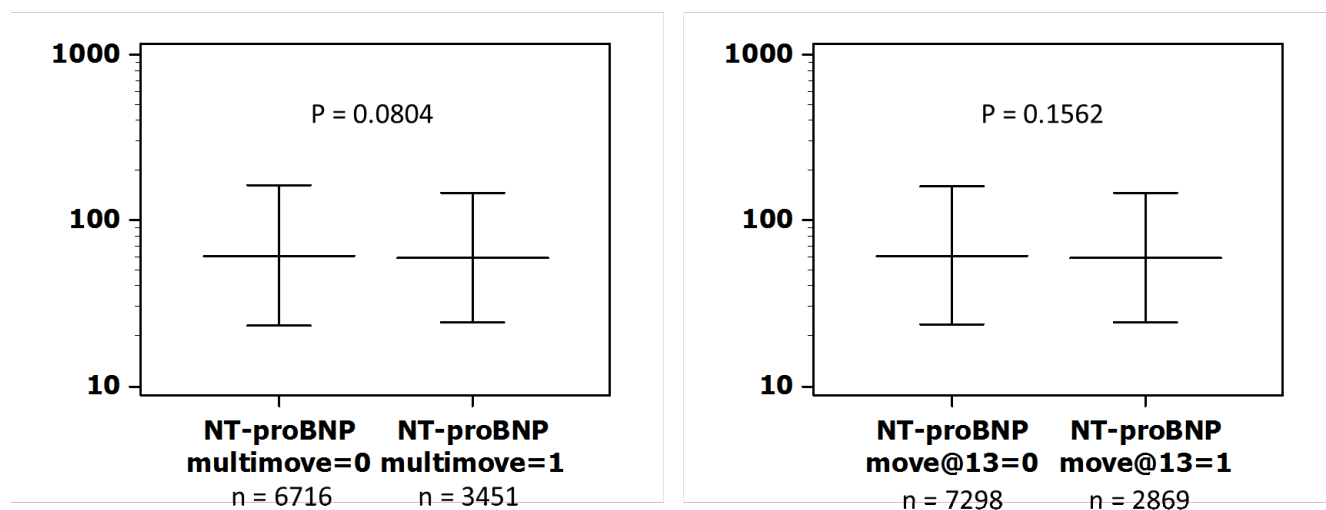 1000
P = 0.0804
100
10
NT-proBNP NT-proBNP
multimove=0 multimove=1
n = 6716 n = 3451
1000
P = 0.1562
100
10
NT-proBNP NT-proBNP
move@13=0 move@13=1
n = 7298 n = 2869